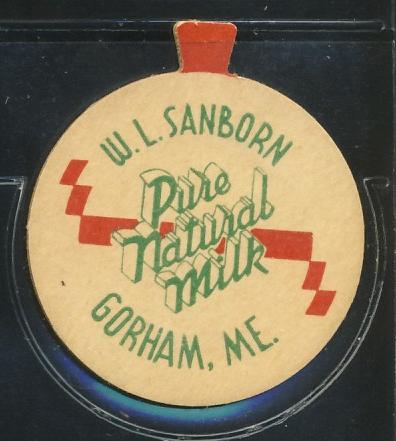 W. L. SANBORN
Pure
Natural
Milk
GORHAM, ME.